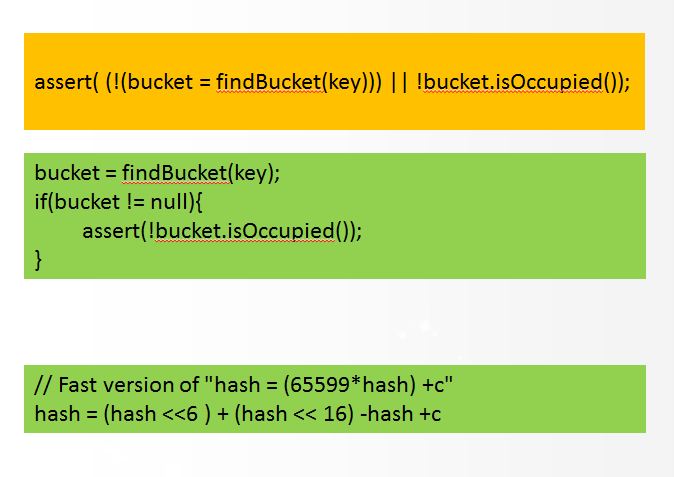 assert( (!(bucket = findBucket(key))) || !bucket.isOccupied());
bucket = findBucket(key);
if(bucket != null){
assert(!bucket.isOccupied());
}
// Fast version of "hash = (65599*hash) +c"
hash = (hash <<6 ) + (hash << 16) -hash +c